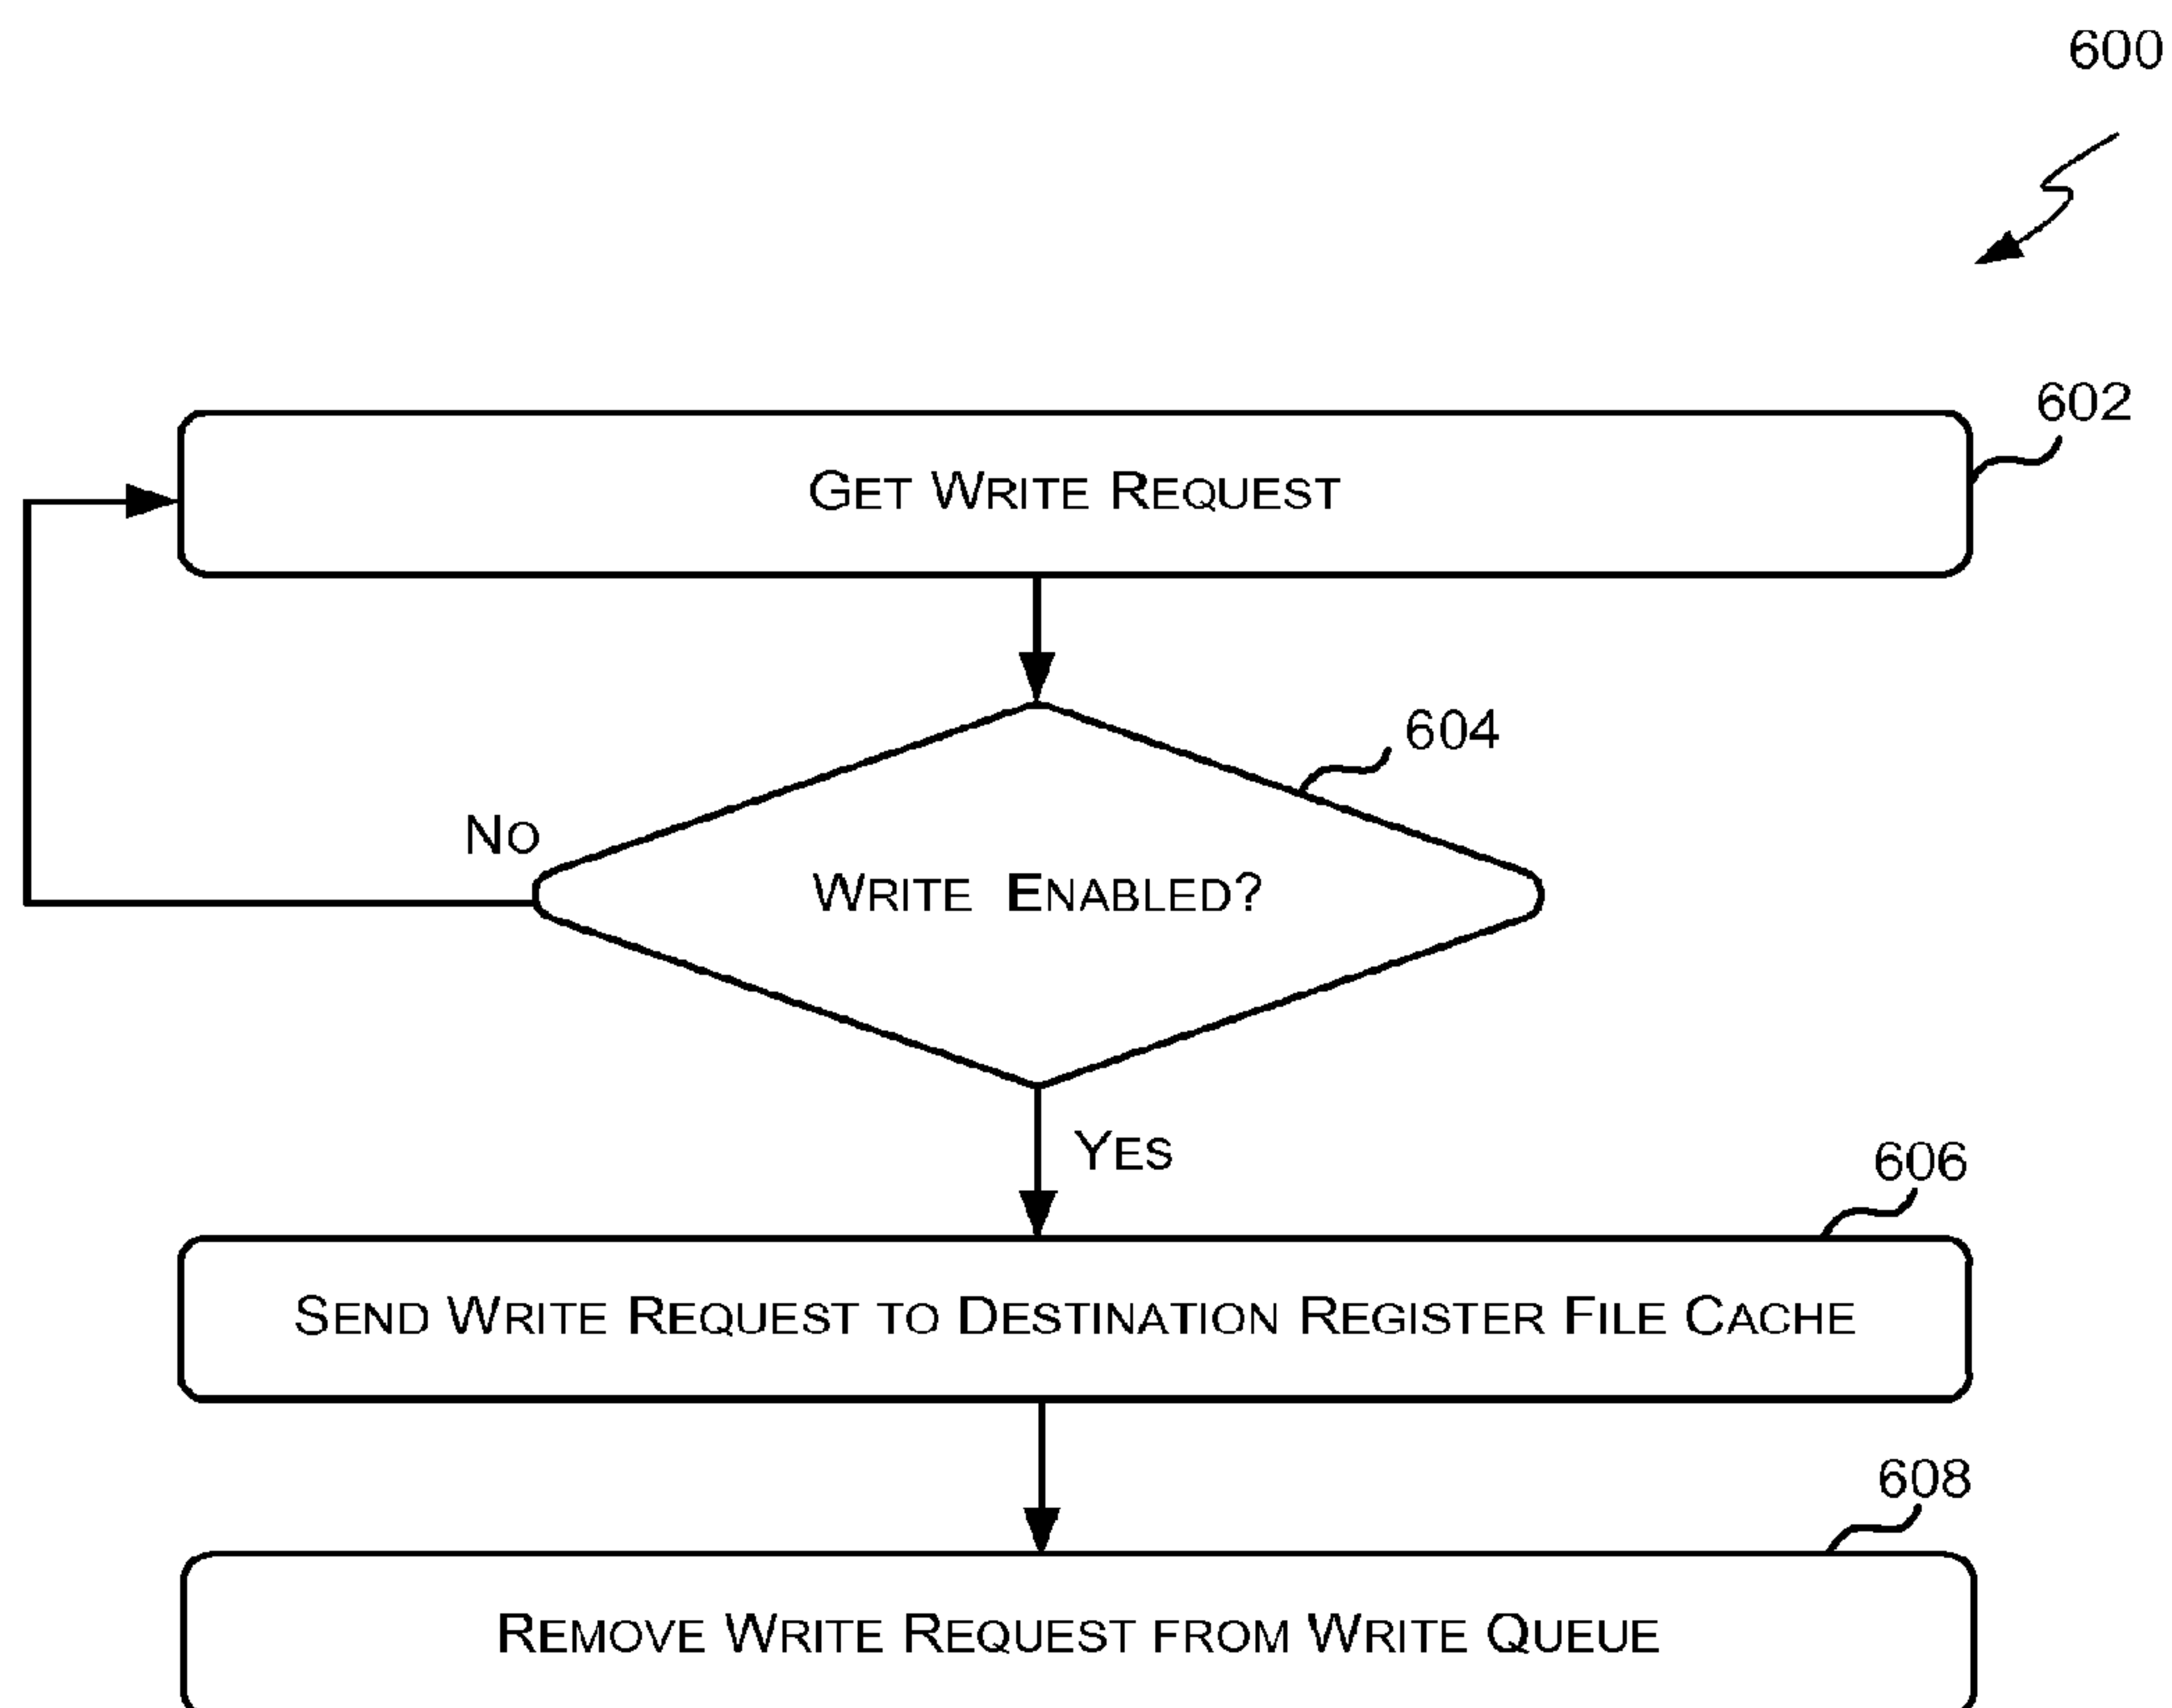 600
602
GET WRITE REQUEST
604
NO
WRITE ENABLED?
YES
606
SEND WRITE REQUEST TO DESTINATION REGISTER FILE CACHE
608
REMOVE WRITE REQUEST FROM WRITE QUEUE